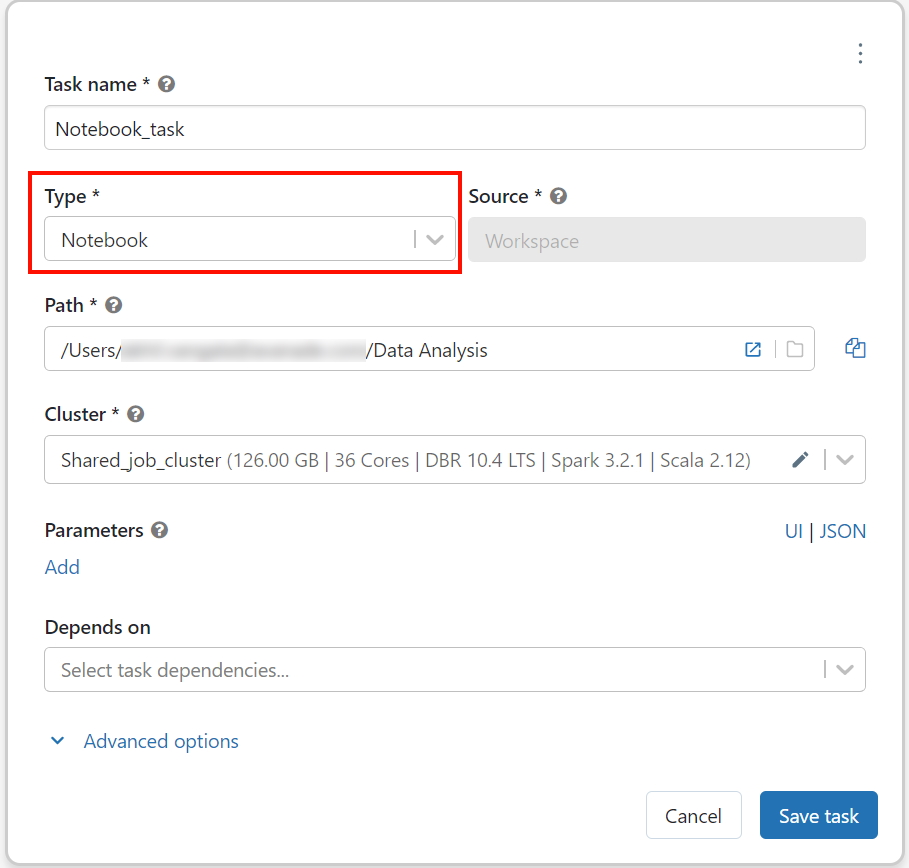 Task name *
Notebook_task
Type *
Source *
Notebook
Workspace
Path *
/Users/ /Data Analysis
Cluster *
Shared_job_cluster (126.00 GB | 36 Cores | DBR 10.4 LTS | Spark 3.2.1 | Scala 2.12)
Parameters
UI | JSON
Add
Depends on
Select task dependencies...
Advanced options
Cancel
Save task